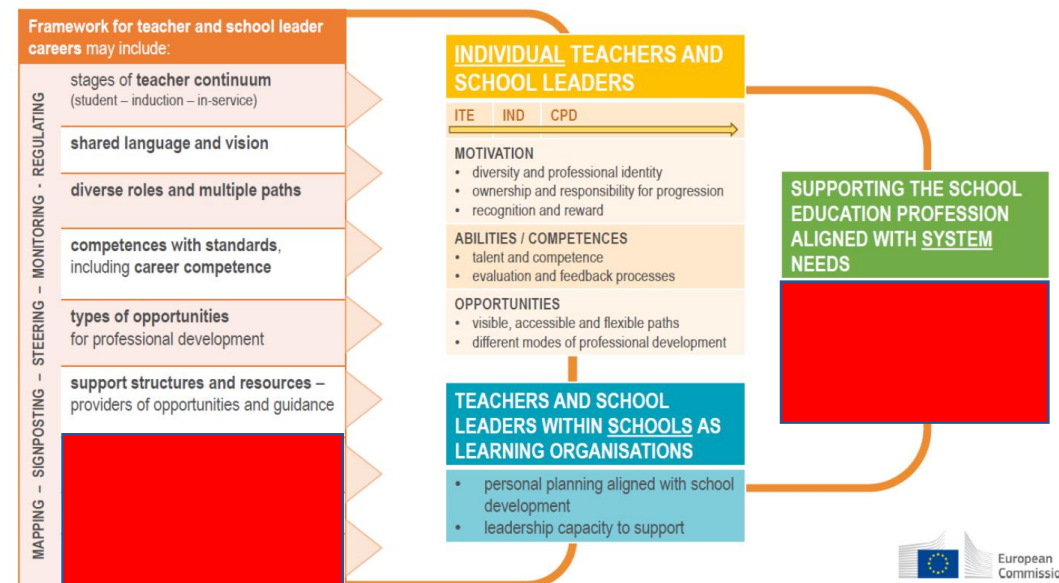 Framework for teacher and school leader
careers may include:
MAPPING – SIGNPOSTING – STEERING – MONITORING - REGULATING
stages of teacher continuum
(student – induction – in-service)
shared language and vision
diverse roles and multiple paths
competences with standards,
including career competence
types of opportunities
for professional development
support structures and resources –
providers of opportunities and guidance
INDIVIDUAL TEACHERS AND
SCHOOL LEADERS
ITE IND CPD
MOTIVATION
• diversity and professional identity
• ownership and responsibility for progression
• recognition and reward
ABILITIES / COMPETENCES
• talent and competence
• evaluation and feedback processes
OPPORTUNITIES
• visible, accessible and flexible paths
• different modes of professional development
TEACHERS AND SCHOOL
LEADERS WITHIN SCHOOLS AS
LEARNING ORGANISATIONS
• personal planning aligned with school
development
• leadership capacity to support
SUPPORTING THE SCHOOL
EDUCATION PROFESSION
ALIGNED WITH SYSTEM
NEEDS
European
Commissio